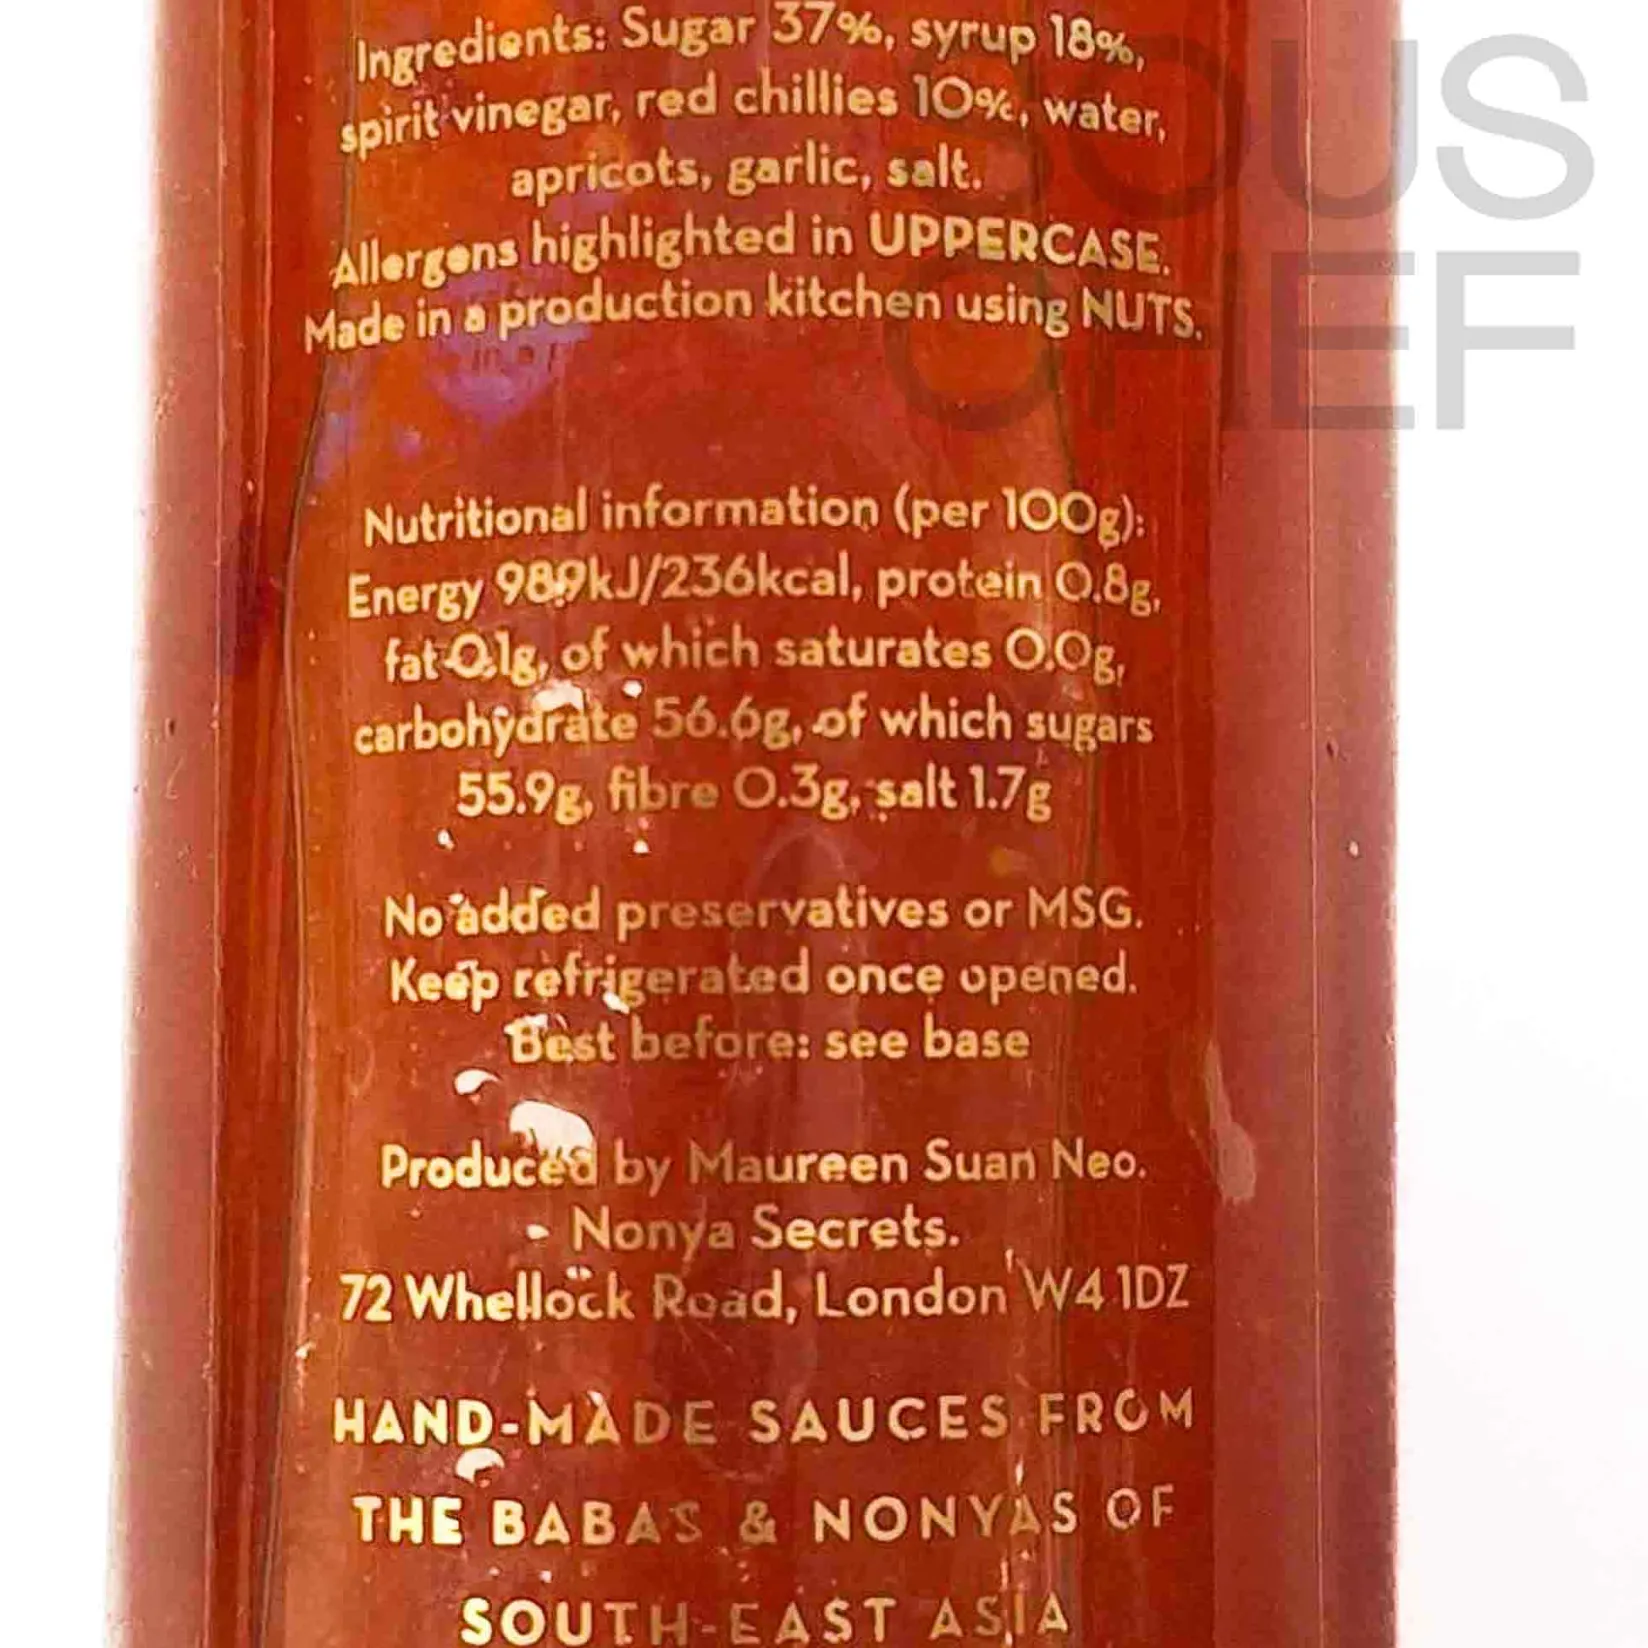 Ingredients: Sugar 37%, syrup 18%,
spirit vinegar, red chillies 10%, water,
apricots, garlic, salt.
Allergens highlighted in UPPERCASE.
Made in a production kitchen using NUTS.
SOUS
CHEF
Nutritional information (per 100g):
Energy 989kJ/236kcal, protein 0.8g,
fat 0.1g, of which saturates 0.0g,
carbohydrate 56.6g, of which sugars
55.9g, fibre 0.3g, salt 1.7g
No added preservatives or MSG.
Keep refrigerated once opened.
Best before: see base
Produced by Maureen Suan Neo.
Nonya Secrets.
72 Whellock Road, London W4 1DZ
HAND-MADE SAUCES FROM
THE BABAS & NONYAS OF
SOUTH-EAST ASIA